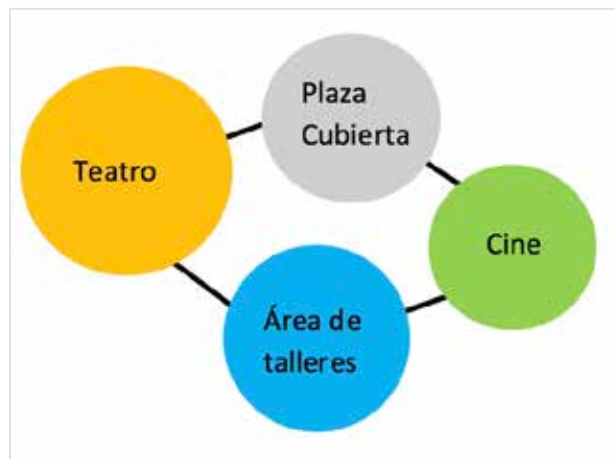 Plaza
Cubierta
Teatro
Cine
Área de
talleres